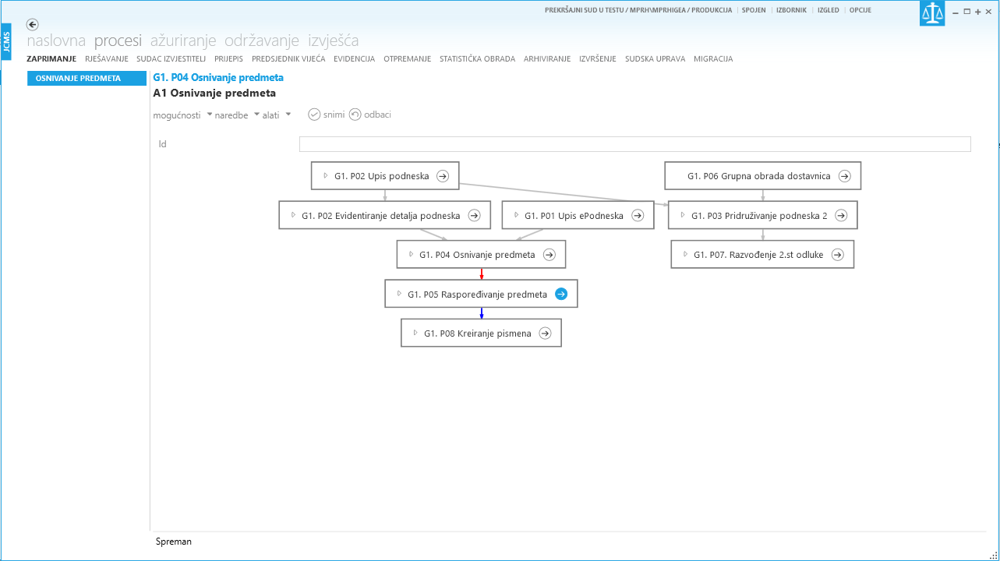 PREKRŠAJNI SUD U TESTU / MPRH\MPRHIGEA / PRODUKCIJA | SPOJEN | IZBORNIK | IZGLED | OPCIJE
JCMS
naslovna procesi ažuriranje održavanje izvješća
ZAPRIMANJE RJEŠAVANJE SUDAC IZVJESTITELJ PRIJEPIS PREDSJEDNIK VIJEĆA EVIDENCIJA OTPREMANJE STATISTIČKA OBRADA ARHIVIRANJE IZVRŠENJE SUDSKA UPRAVA MIGRACIJA
OSNIVANJE PREDMETA
G1. P04 Osnivanje predmeta
A1 Osnivanje predmeta
mogućnosti naredbe alati snimi odbaci
Id
G1. P02 Upis podneska
G1. P06 Grupna obrada dostavnica
G1. P02 Evidentiranje detalja podneska
G1. P01 Upis ePodneska
G1. P03 Pridruživanje podneska 2
G1. P04 Osnivanje predmeta
G1. P07. Razvođenje 2.st odluke
G1. P05 Raspoređivanje predmeta
G1. P08 Kreiranje pismena
Spreman